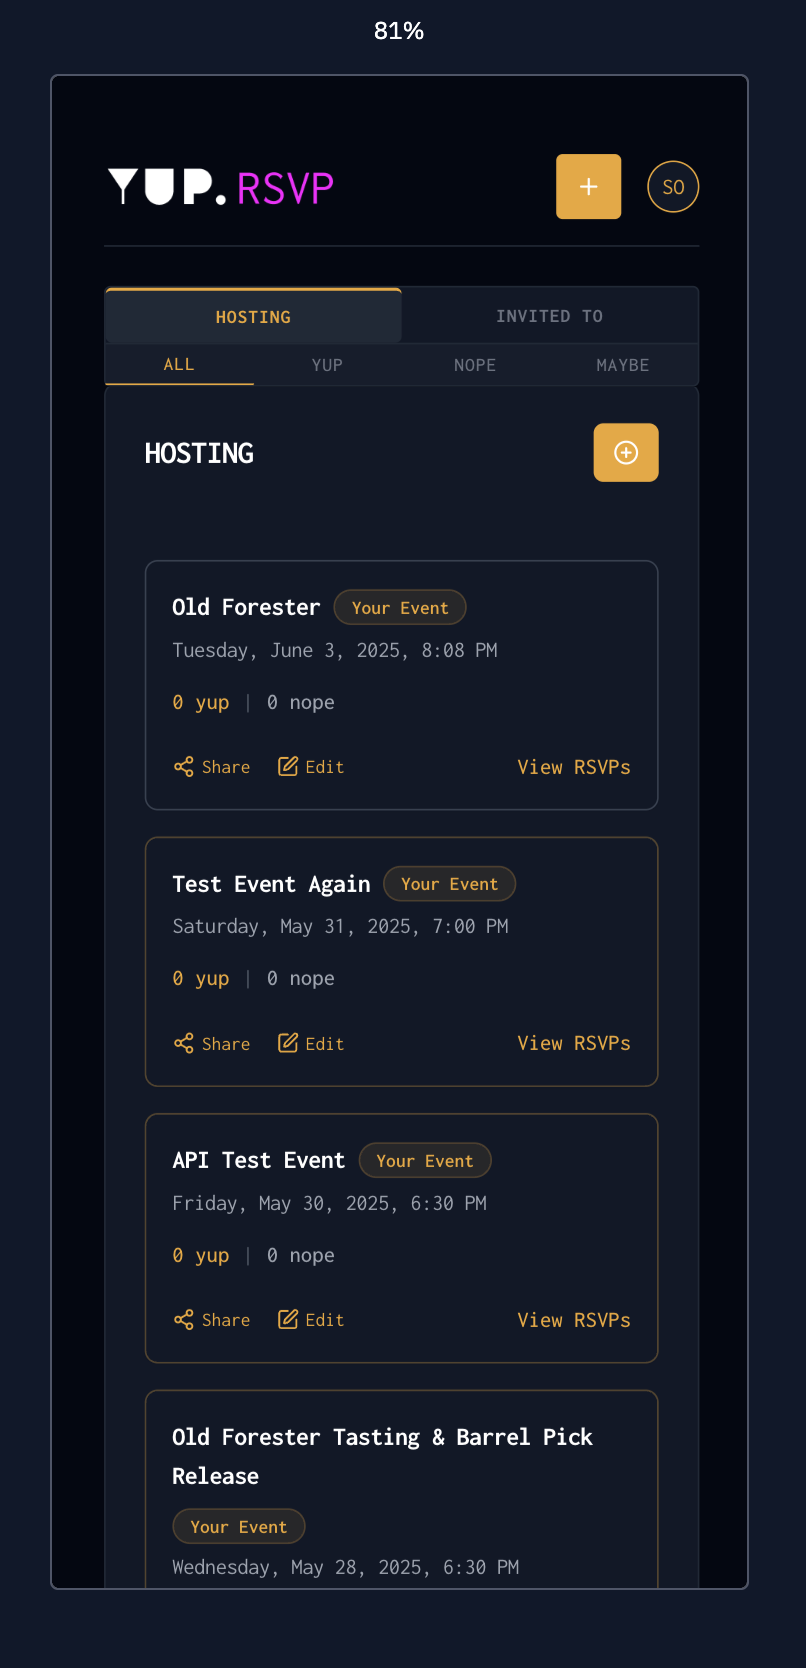 81%
YUP.RSVP
+
SO
HOSTING
INVITED TO
ALL
YUP
NOPE
MAYBE
HOSTING
Old Forester
Your Event
Tuesday, June 3, 2025, 8:08 PM
0 yup | 0 nope
Share
Edit
View RSVPs
Test Event Again
Your Event
Saturday, May 31, 2025, 7:00 PM
0 yup | 0 nope
Share
Edit
View RSVPs
API Test Event
Your Event
Friday, May 30, 2025, 6:30 PM
0 yup | 0 nope
Share
Edit
View RSVPs
Old Forester Tasting & Barrel Pick
Release
Your Event
Wednesday, May 28, 2025, 6:30 PM